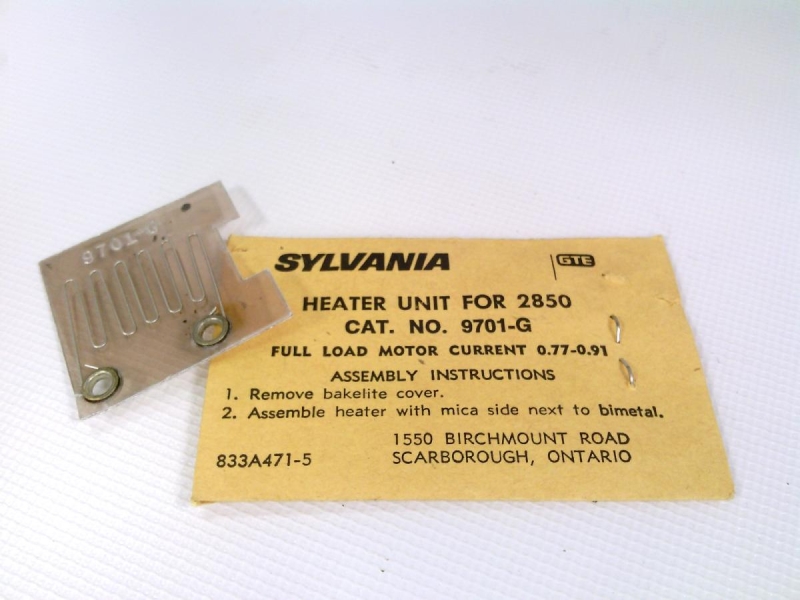 9701-G
SYLVANIA GTE
HEATER UNIT FOR 2850
CAT. NO. 9701-G
FULL LOAD MOTOR CURRENT 0.77-0.91
ASSEMBLY INSTRUCTIONS
1. Remove bakelite cover.
2. Assemble heater with mica side next to bimetal.
1550 BIRCHMOUNT ROAD
833A471-5 SCARBOROUGH, ONTARIO